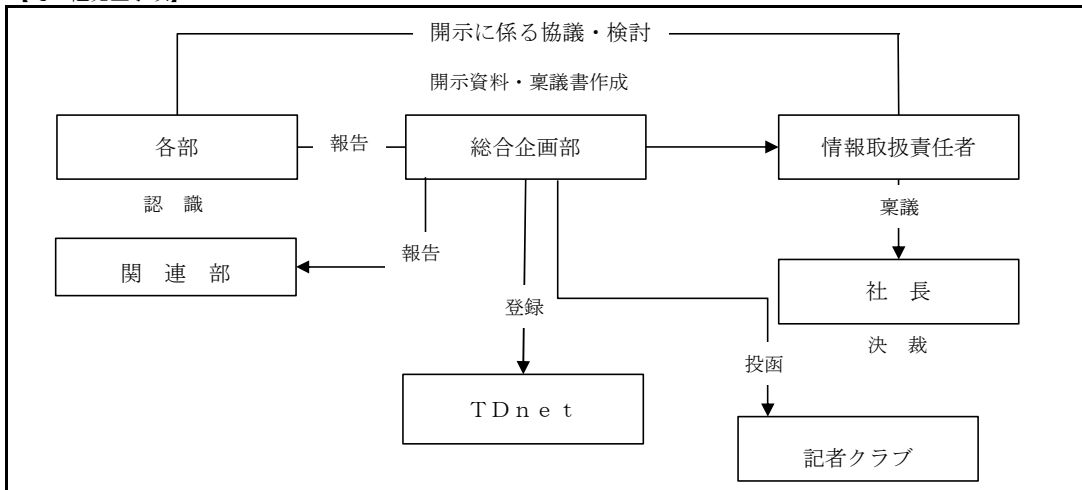 開示に係る協議・検討
開示資料・稟議書作成
各部
報告
総合企画部
情報取扱責任者
認　識
稟議
関　連　部
報告
社　長
登録
決　裁
投函
ＴＤｎｅｔ
記者クラブ